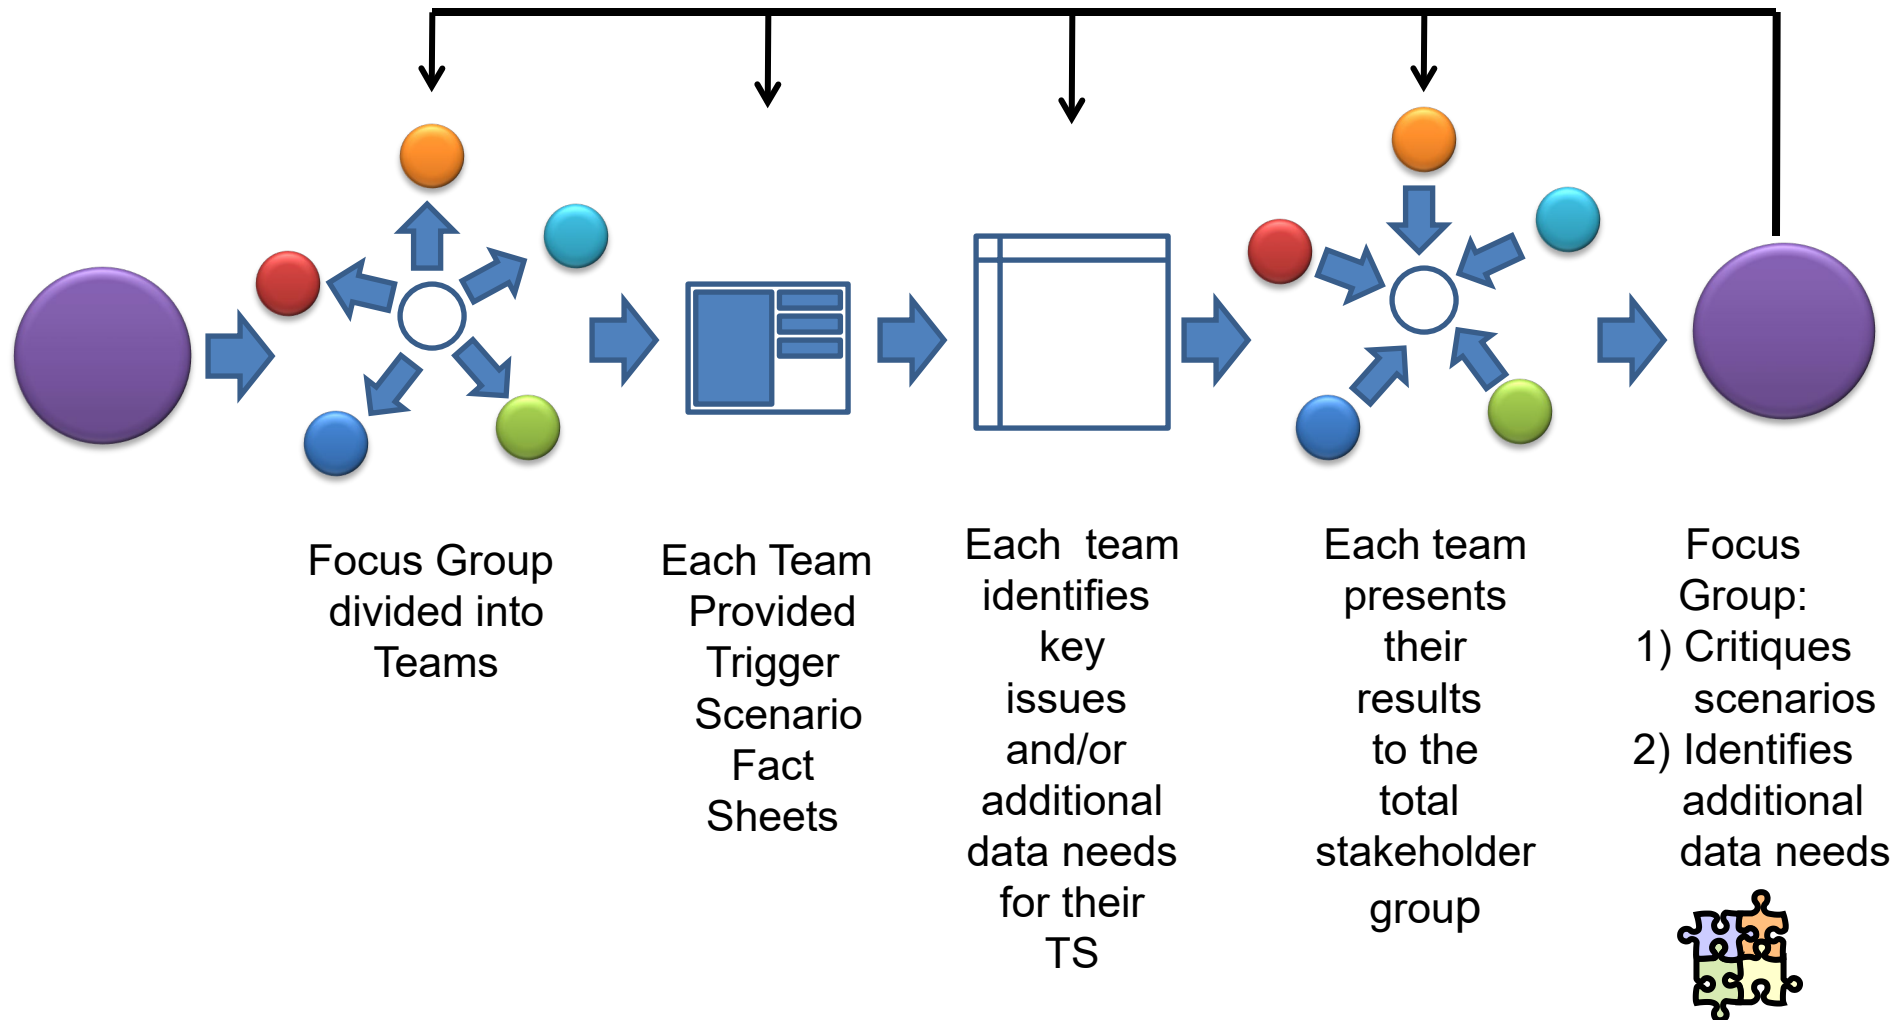 Focus Group
divided into
Teams
Each Team
Provided
Trigger
Scenario
Fact
Sheets
Each team
identifies
key
issues
and/or
additional
data needs
for their
TS
Each team
presents
their
results
to the
total
stakeholder
group
Focus
Group:
1) Critiques
scenarios
2) Identifies
additional
data needs